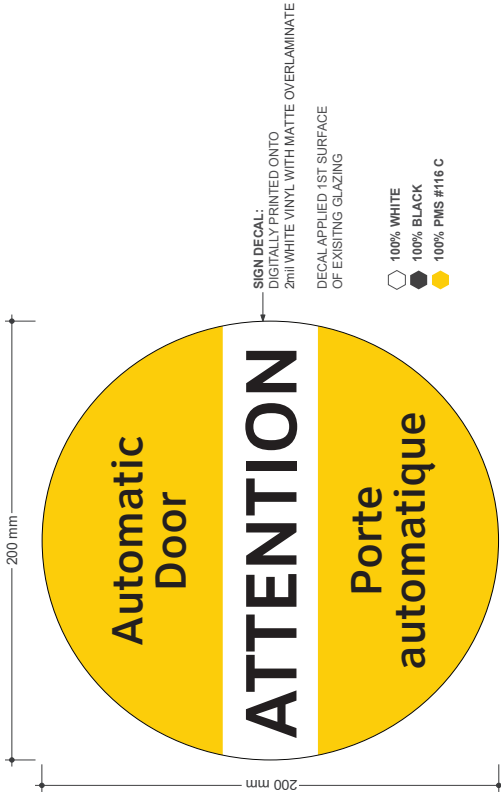 200 mm
200 mm
Automatic
Door
ATTENTION
Porte
automatique
SIGN DECAL:
DIGITALLY PRINTED ONTO
2mil WHITE VINYL WITH MATTE OVERLAMINATE
DECAL APPLIED 1ST SURFACE
OF EXISITNG GLAZING
100% WHITE
100% BLACK
100% PMS #116 C